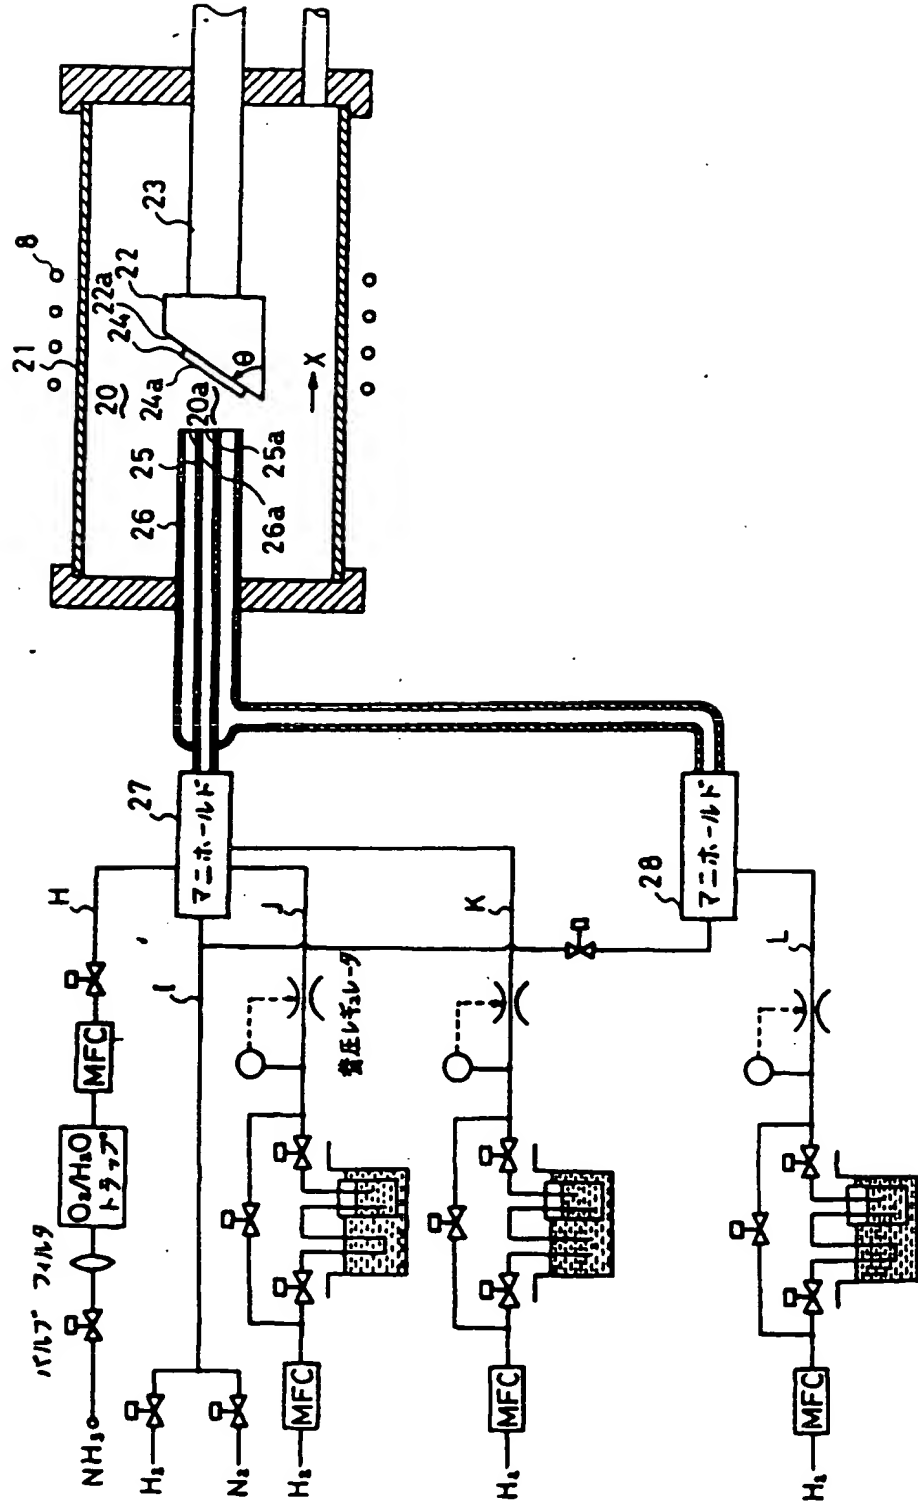 21
8
20
24a
24
22a
22
23
θ
X
20a
25
25a
26
26a
27
マニホールド
28
マニホールド
H
I
J
K
L
MFC
O₂/H₂O
トラップ
フィルタ
バルブ
NH₃
H₂
N₂
H₂
MFC
蓄圧レギュレータ
H₂
MFC
H₂
MFC